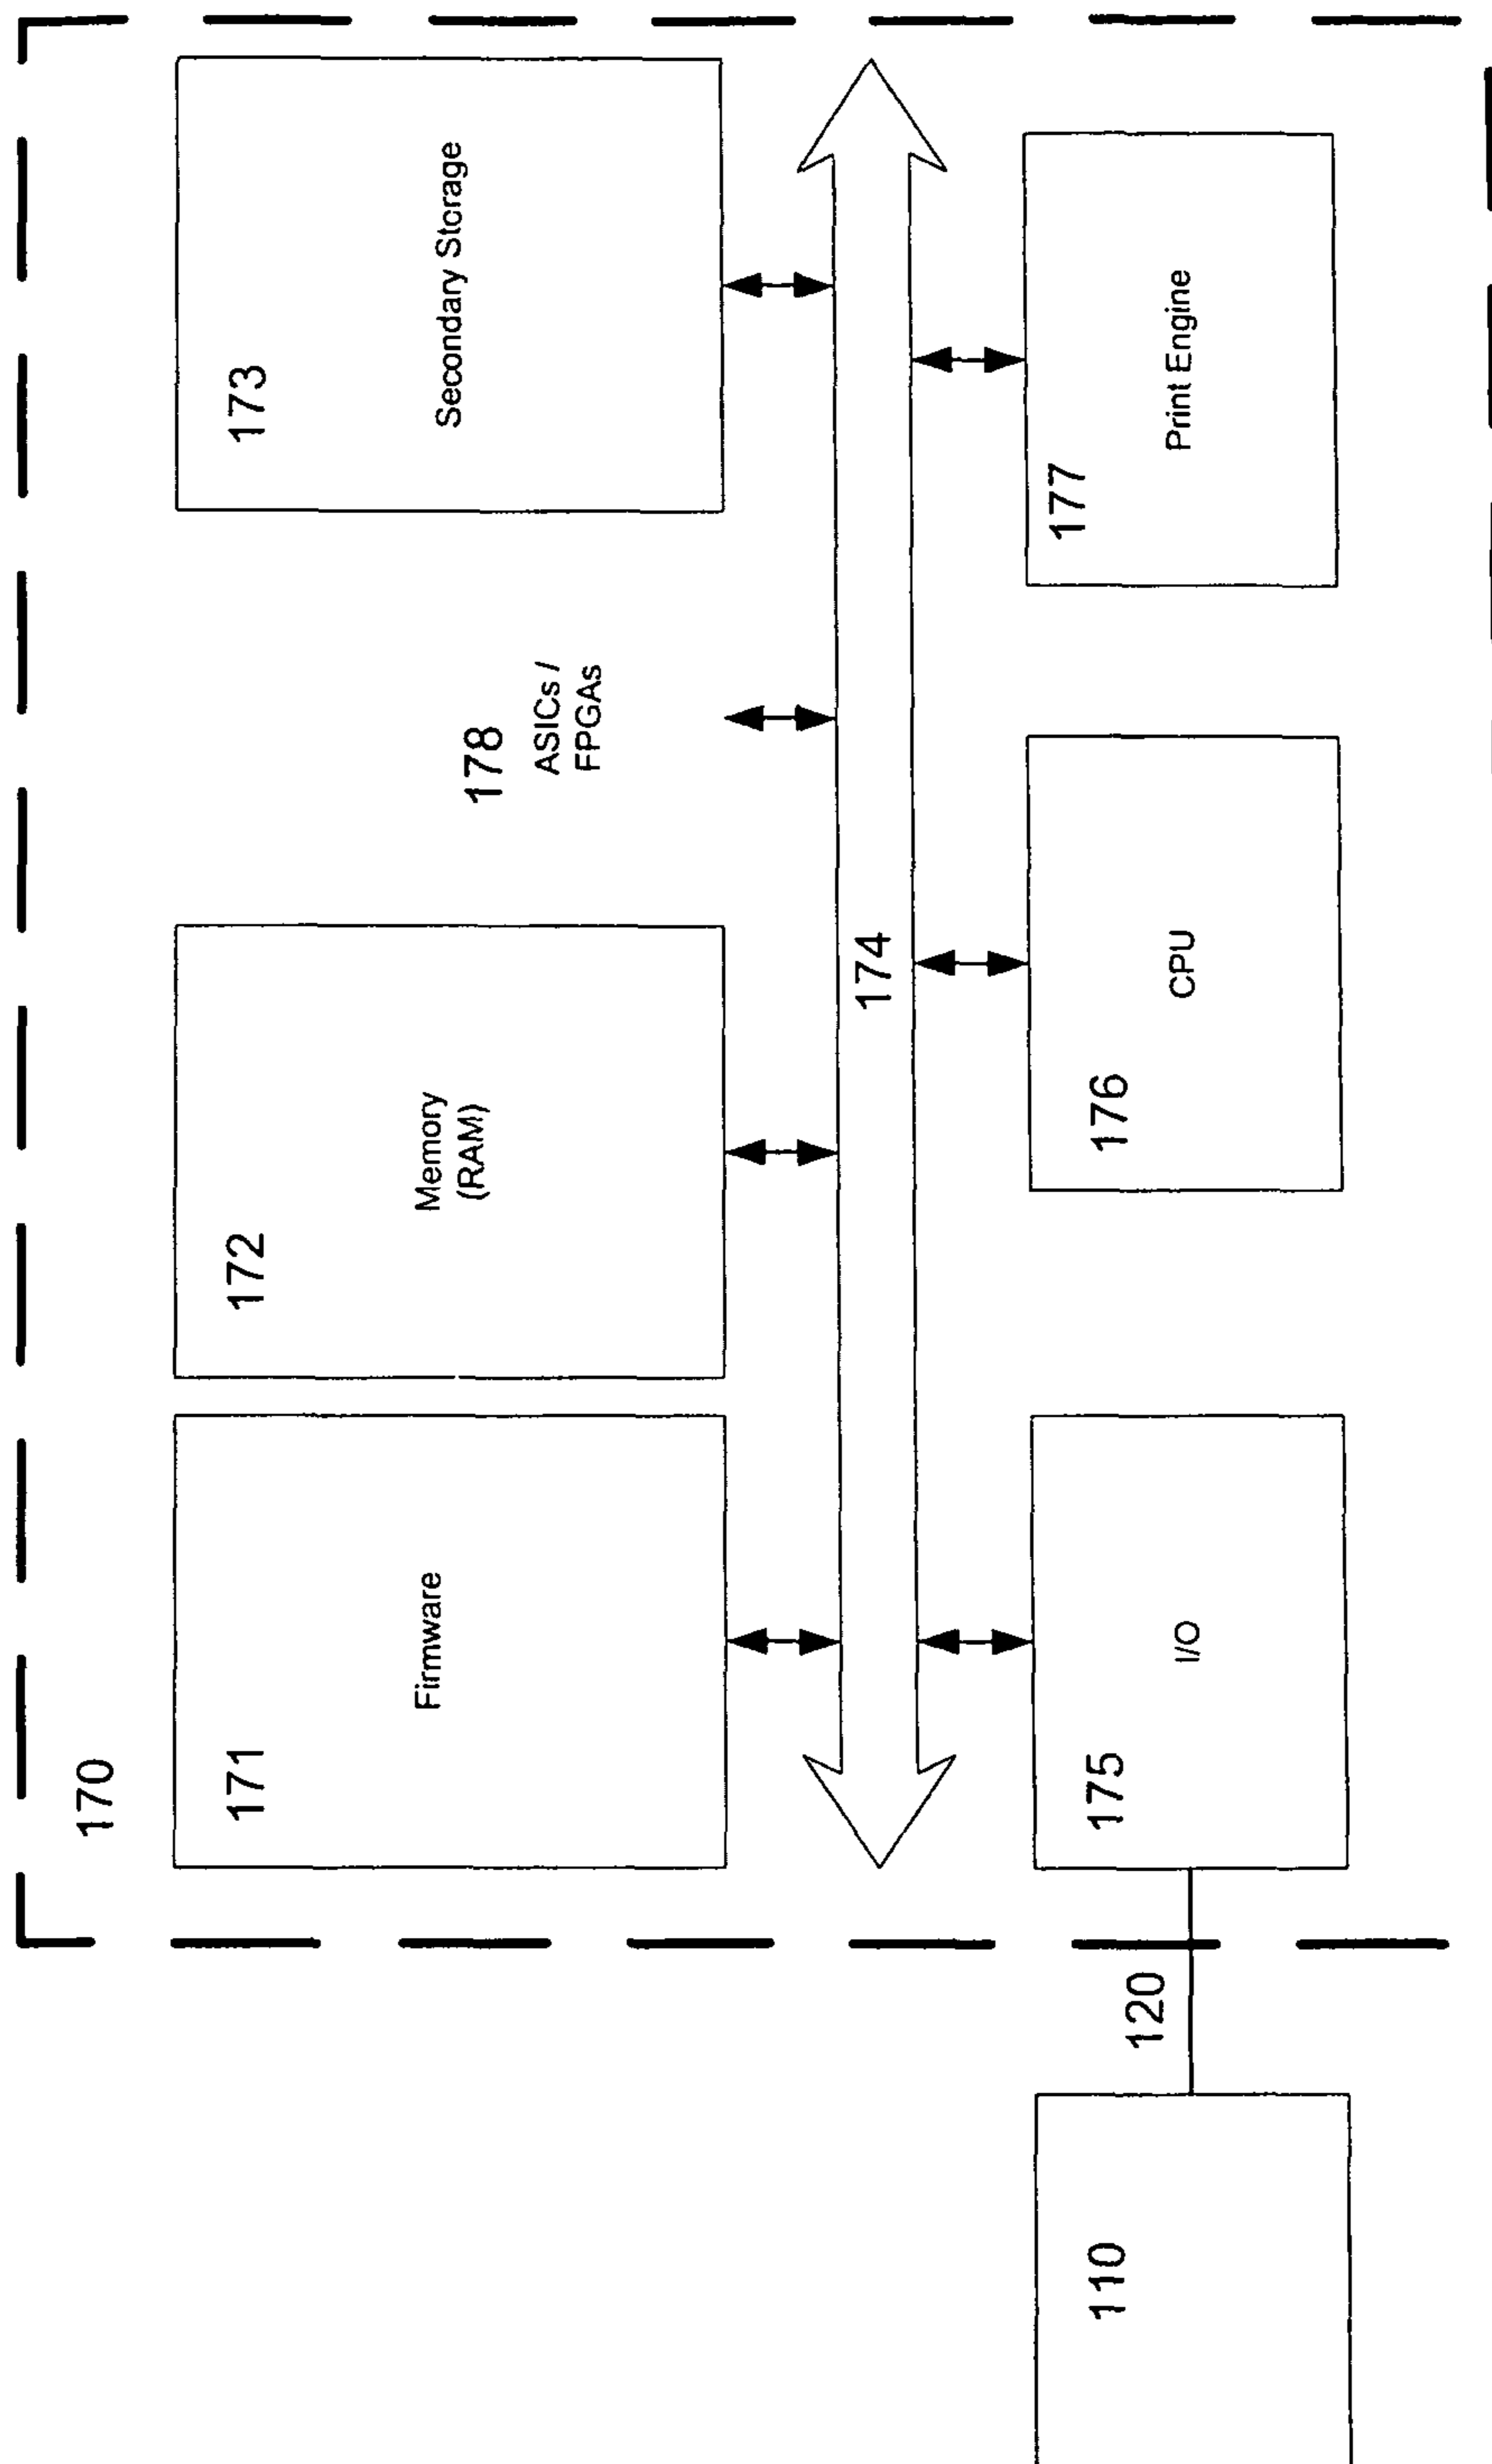 170
171
Firmware
172
Memory
(RAM)
178
ASICs /
FPGAs
173
Secondary Storage
174
110
120
175
I/O
176
CPU
177
Print Engine